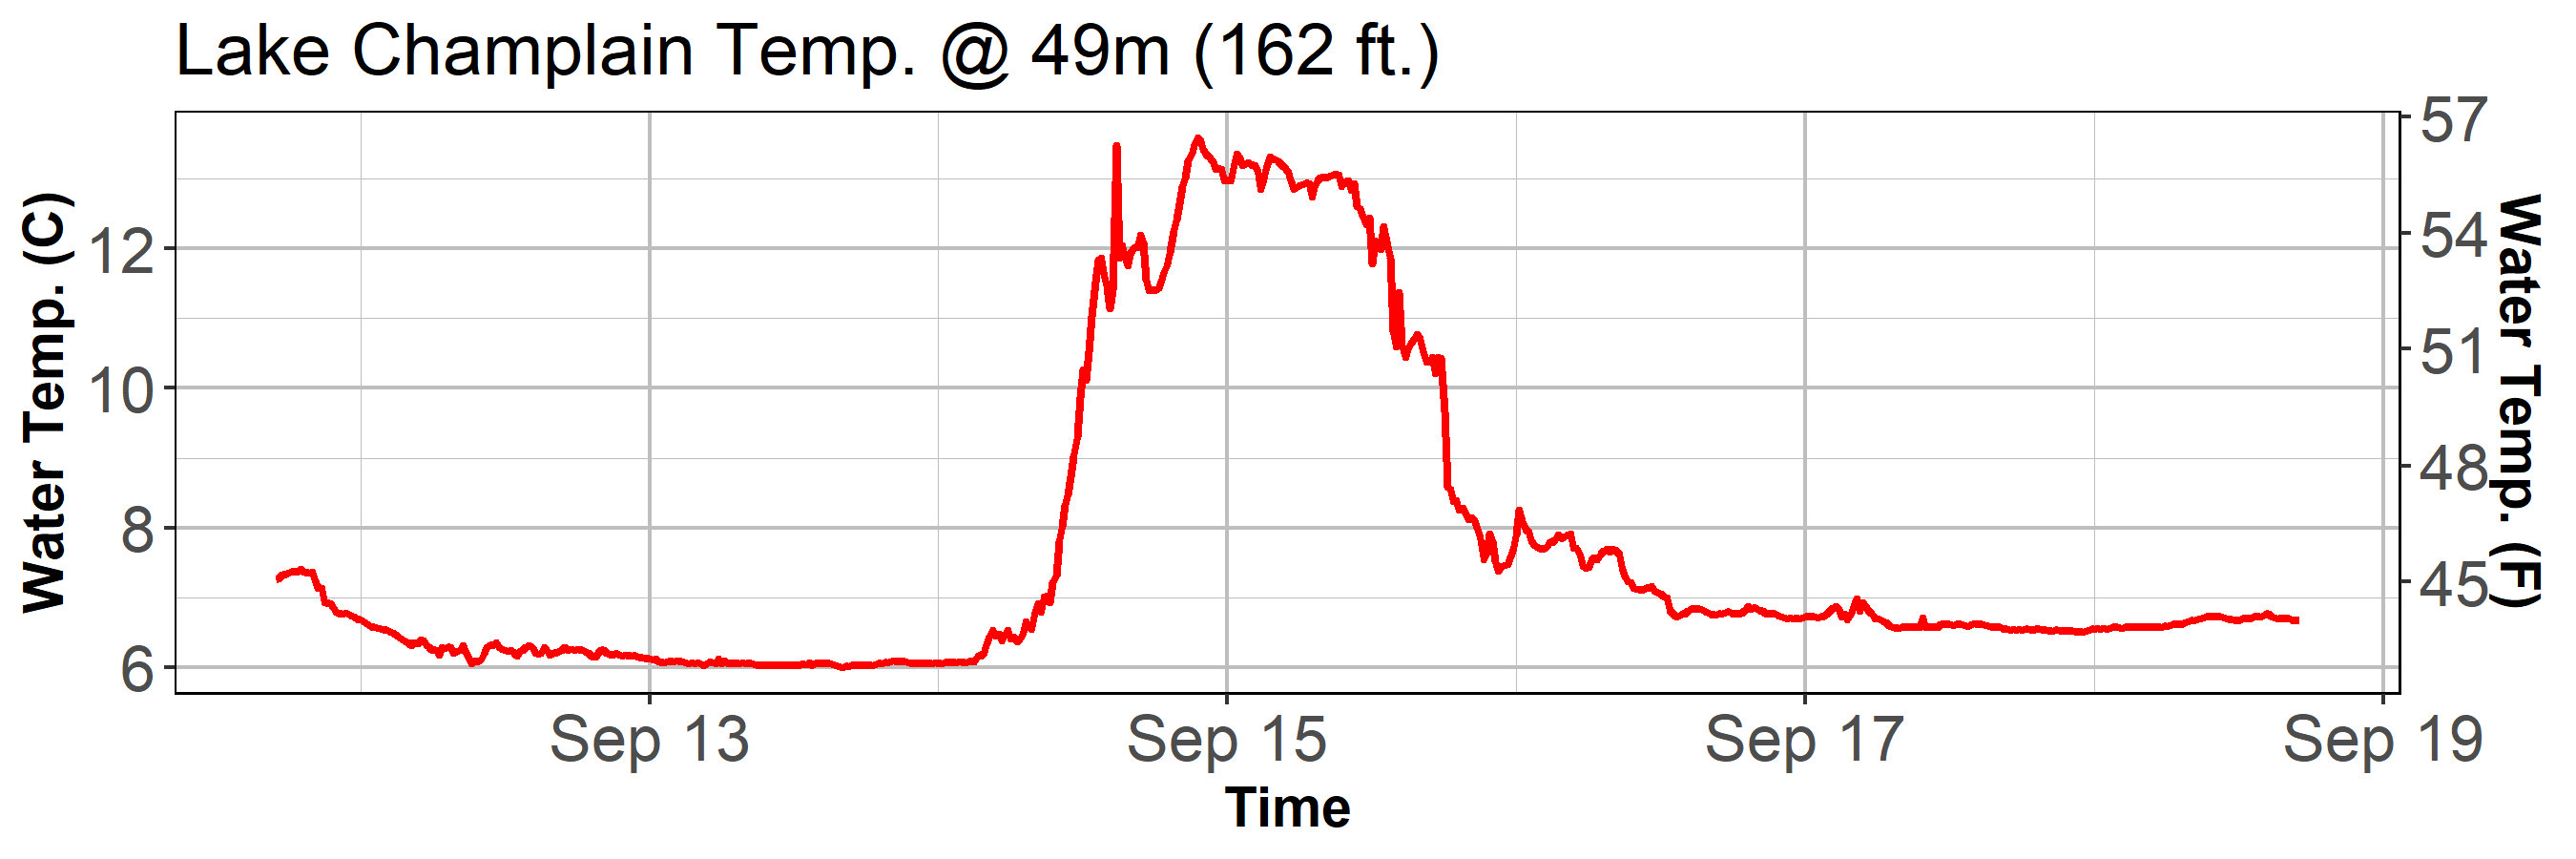 Lake Champlain Temp. @ 49m (162 ft.)
Water Temp. (C)
12
10
8
6
57
54
51
48
45
Water Temp. (F)
Sep 13 Sep 15 Sep 17 Sep 19
Time